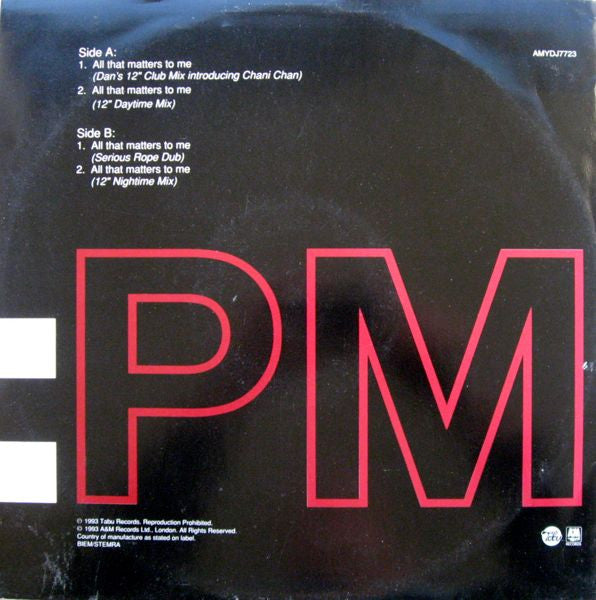 Side A:
1. All that matters to me
(Dan's 12" Club Mix introducing Chani Chan)
2. All that matters to me
(12" Daytime Mix)
Side B:
1. All that matters to me
(Serious Rope Dub)
2. All that matters to me
(12" Nightime Mix)
AMYDJ7723
:PM
℗ 1993 Tabu Records. Reproduction Prohibited.
© 1993 A&M Records Ltd., London. All Rights Reserved.
Country of manufacture as stated on label.
BIEM/STEMRA
Tabu
A&M
RECORDS